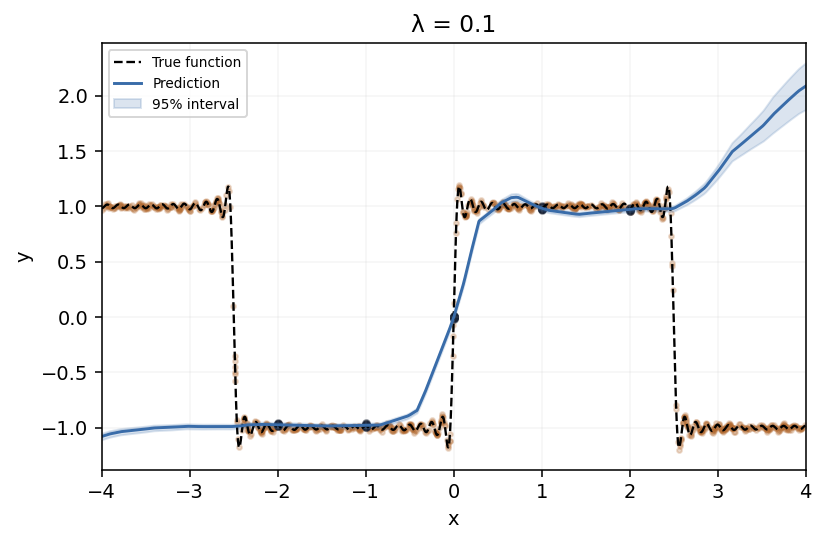 λ = 0.1
True function
Prediction
95% interval
2.0
1.5
1.0
0.5
0.0
−0.5
−1.0
y
−4 −3 −2 −1 0 1 2 3 4
x